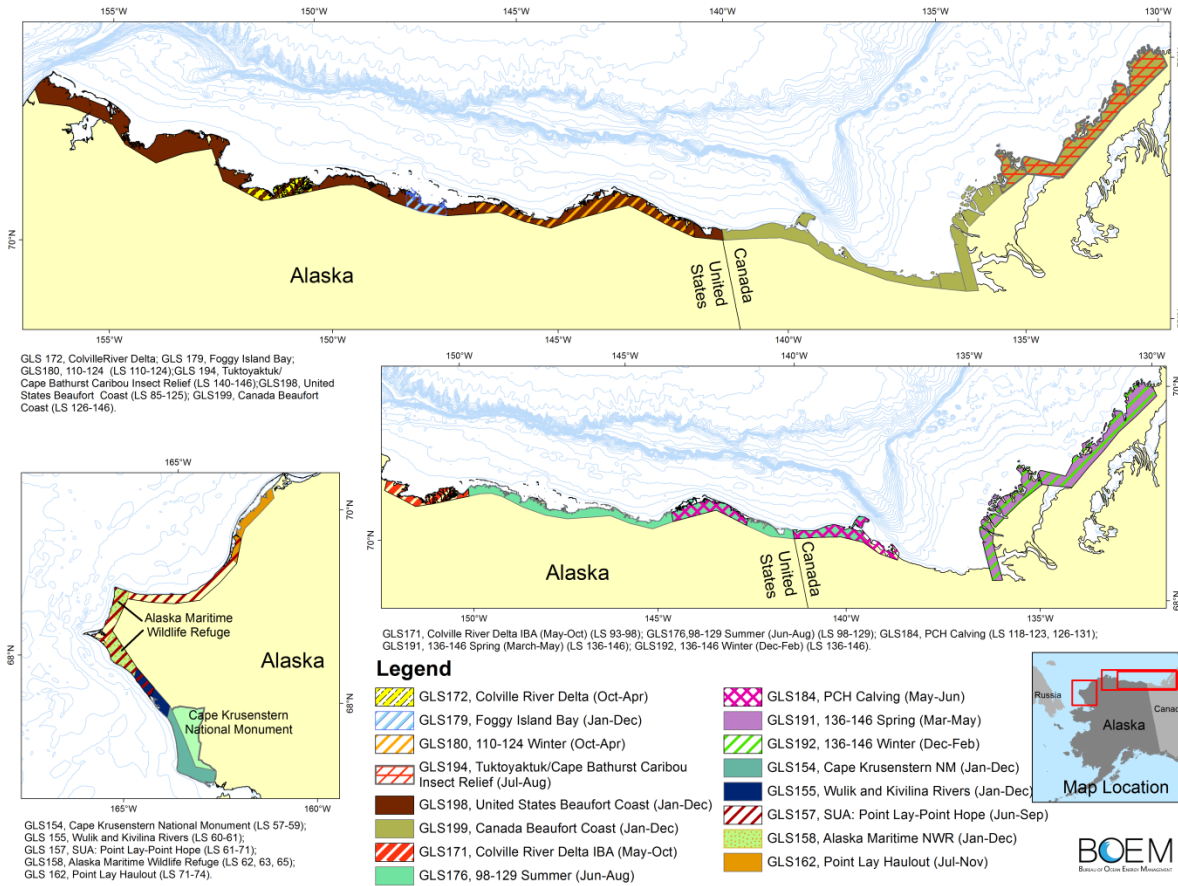 155°W 150°W 145°W 140°W 135°W 130°W
70°N
Alaska
Canada
United
States
155°W 150°W 145°W 140°W 135°W
GLS 172, ColvilleRiver Delta; GLS 179, Foggy Island Bay;
GLS180, 110-124 (LS 110-124);GLS 194, Tuktoyaktuk/
Cape Bathurst Caribou Insect Relief (LS 140-146);GLS198, United
States Beaufort Coast (LS 85-125); GLS199, Canada Beaufort
Coast (LS 126-146).
150°W 145°W 140°W 135°W 130°W
70°N
70°N
Alaska
Canada
United
States
68°N
150°W 145°W 140°W 135°W
GLS171, Colville River Delta IBA (May-Oct) (LS 93-98); GLS176,98-129 Summer (Jun-Aug) (LS 98-129); GLS184, PCH Calving (LS 118-123, 126-131);
GLS191, 136-146 Spring (March-May) (LS 136-146); GLS192, 136-146 Winter (Dec-Feb) (LS 136-146).
165°W
70°N
Alaska Maritime
Wildlife Refuge
68°N
Alaska
68°N
Cape Krusenstern
National Monument
165°W 160°W
GLS154, Cape Krusenstern National Monument (LS 57-59);
GLS 155, Wulik and Kivilina Rivers (LS 60-61);
GLS 157, SUA: Point Lay-Point Hope (LS 61-71);
GLS158, Alaska Maritime Wildlife Refuge (LS 62, 63, 65);
GLS 162, Point Lay Haulout (LS 71-74).
Legend
GLS172, Colville River Delta (Oct-Apr)
GLS179, Foggy Island Bay (Jan-Dec)
GLS180, 110-124 Winter (Oct-Apr)
GLS194, Tuktoyaktuk/Cape Bathurst Caribou
Insect Relief (Jul-Aug)
GLS198, United States Beaufort Coast (Jan-Dec)
GLS199, Canada Beaufort Coast (Jan-Dec)
GLS171, Colville River Delta IBA (May-Oct)
GLS176, 98-129 Summer (Jun-Aug)
GLS184, PCH Calving (May-Jun)
GLS191, 136-146 Spring (Mar-May)
GLS192, 136-146 Winter (Dec-Feb)
GLS154, Cape Krusenstern NM (Jan-Dec)
GLS155, Wulik and Kivilina Rivers (Jan-Dec)
GLS157, SUA: Point Lay-Point Hope (Jun-Sep)
GLS158, Alaska Maritime NWR (Jan-Dec)
GLS162, Point Lay Haulout (Jul-Nov)
Russia
Alaska
Map Location
BOEM
BUREAU OF OCEAN ENERGY MANAGEMENT